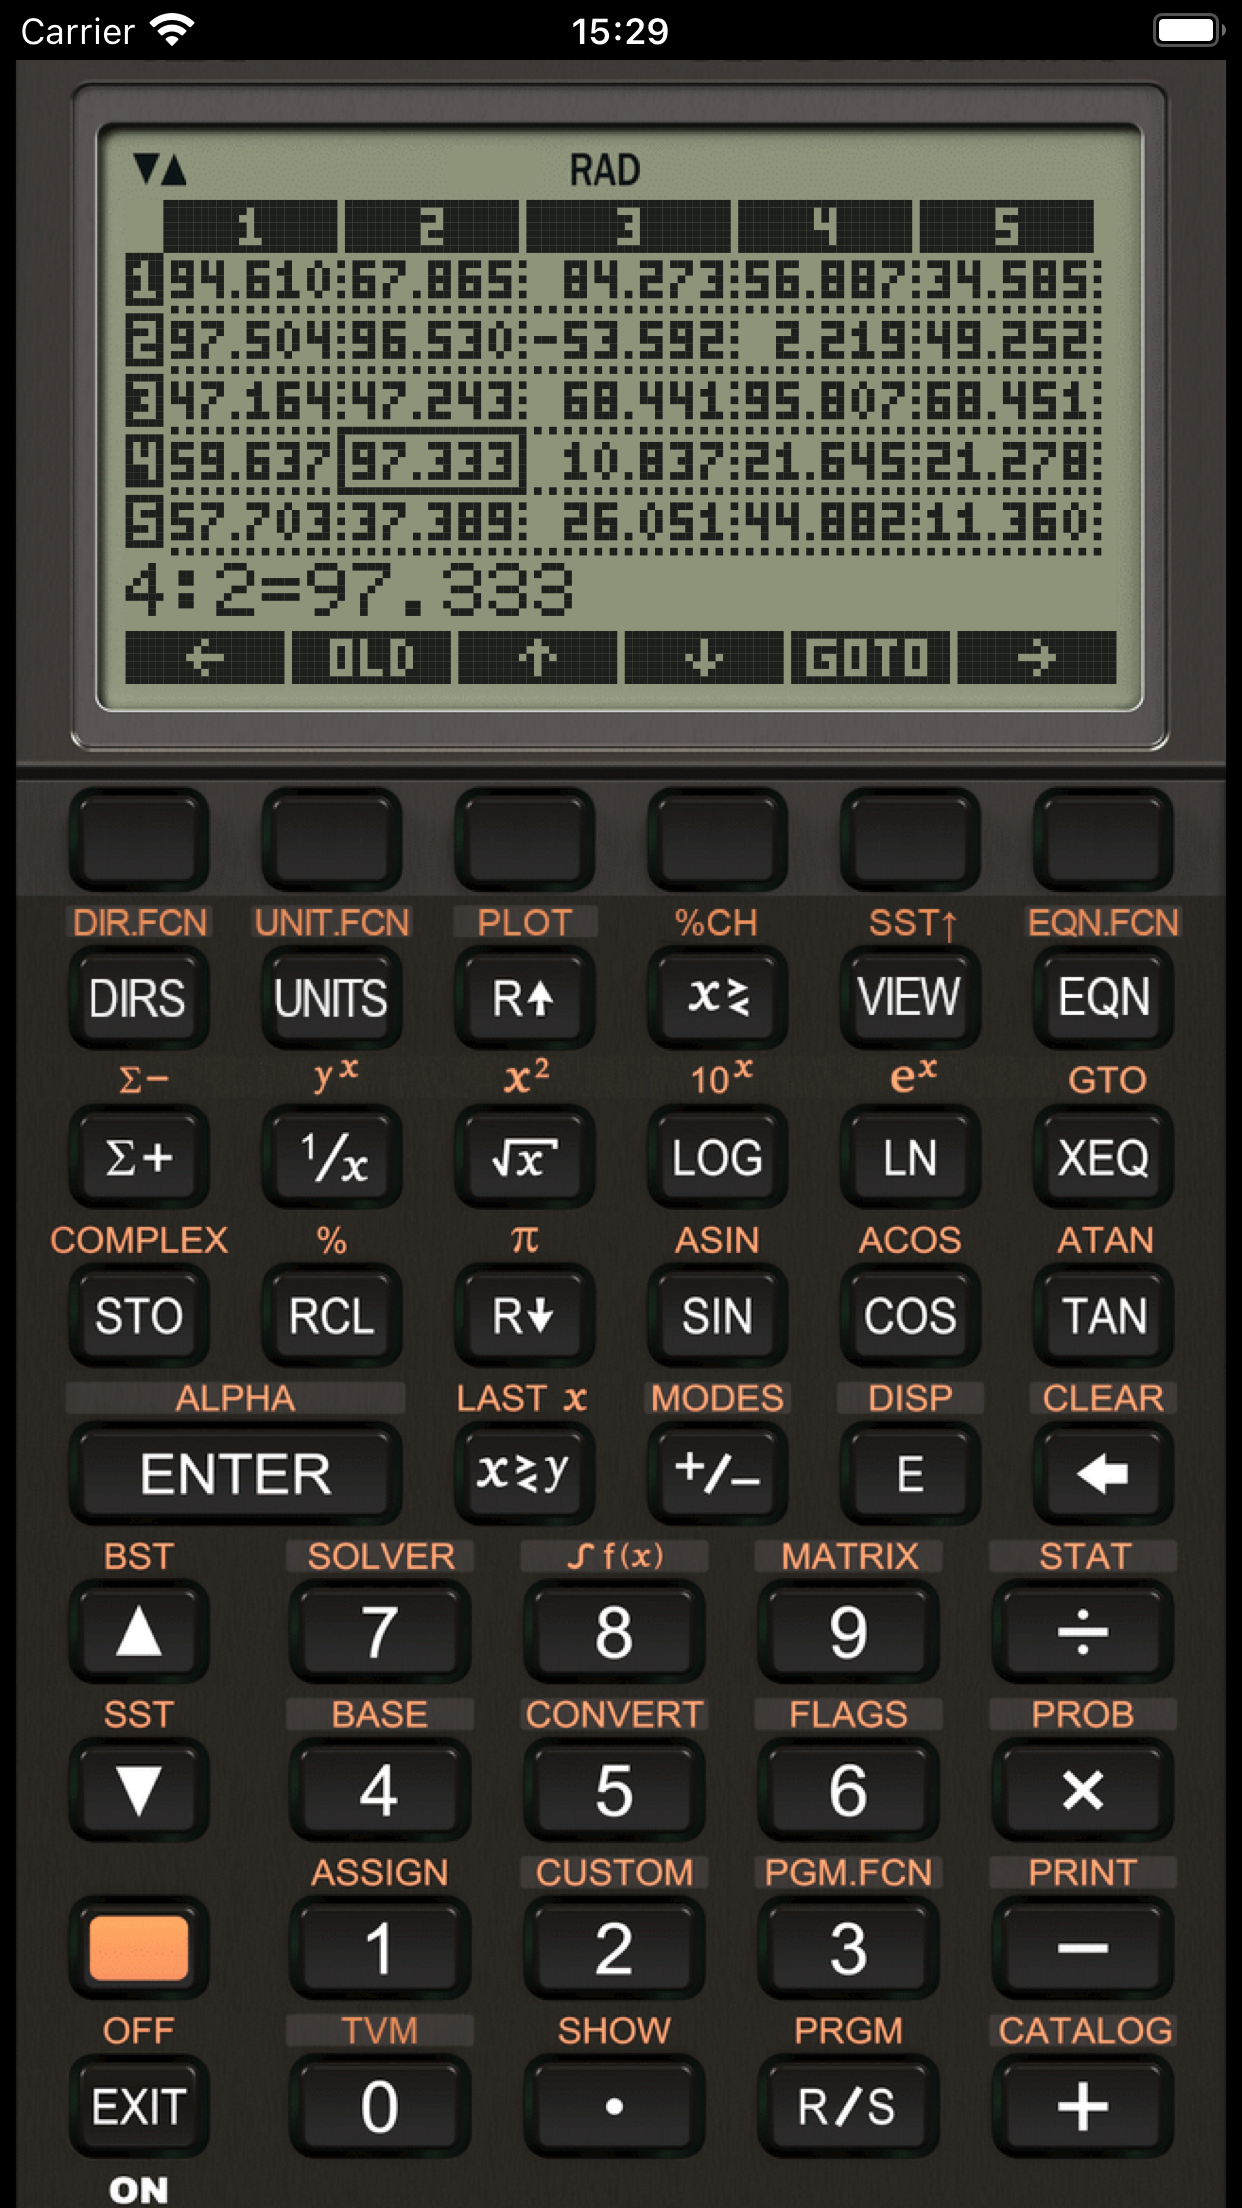 Carrier 15:29
▼▲ RAD
1 2 3 4 5
1 94.610 67.865 84.273 56.887 34.585
2 97.504 96.530 -53.592 2.219 49.252
3 47.164 47.243 68.441 95.807 68.451
4 59.637 97.333 10.837 21.645 21.278
5 57.703 37.389 26.051 44.882 11.360
4:2=97.333
← OLD ↑ ↓ GOTO →
DIR.FCN UNIT.FCN PLOT %CH SST↑ EQN.FCN
DIRS UNITS R↑ x≷ VIEW EQN
Σ− y^x x² 10^x e^x GTO
Σ+ 1/x √x LOG LN XEQ
COMPLEX % π ASIN ACOS ATAN
STO RCL R↓ SIN COS TAN
ALPHA LAST x MODES DISP CLEAR
ENTER x≷y +/− E ←
BST SOLVER ∫f(x) MATRIX STAT
▲ 7 8 9 ÷
SST BASE CONVERT FLAGS PROB
▼ 4 5 6 ×
ASSIGN CUSTOM PGM.FCN PRINT
1 2 3 −
OFF TVM SHOW PRGM CATALOG
EXIT 0 . R/S +
ON